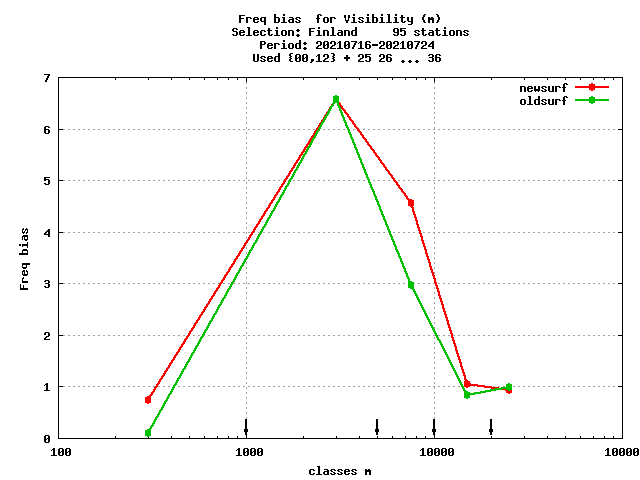 Freq bias  for Visibility (m)
Selection: Finland     95 stations
Period: 20210716-20210724
Used {00,12} + 25 26 ... 36
newsurf
oldsurf
7
6
5
4
3
2
1
0
Freq bias
100
1000
10000
10000
classes m